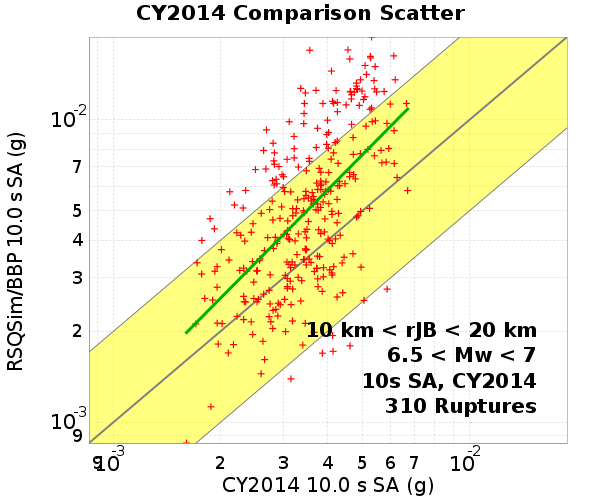 CY2014 Comparison Scatter
RSQSim/BBP 10.0 s SA (g)
10-2
7
5
4
3
2
10-3
9
10 km < rJB < 20 km
6.5 < Mw < 7
10s SA, CY2014
310 Ruptures
9 10-3 2 3 4 5 6 7 10-2
CY2014 10.0 s SA (g)